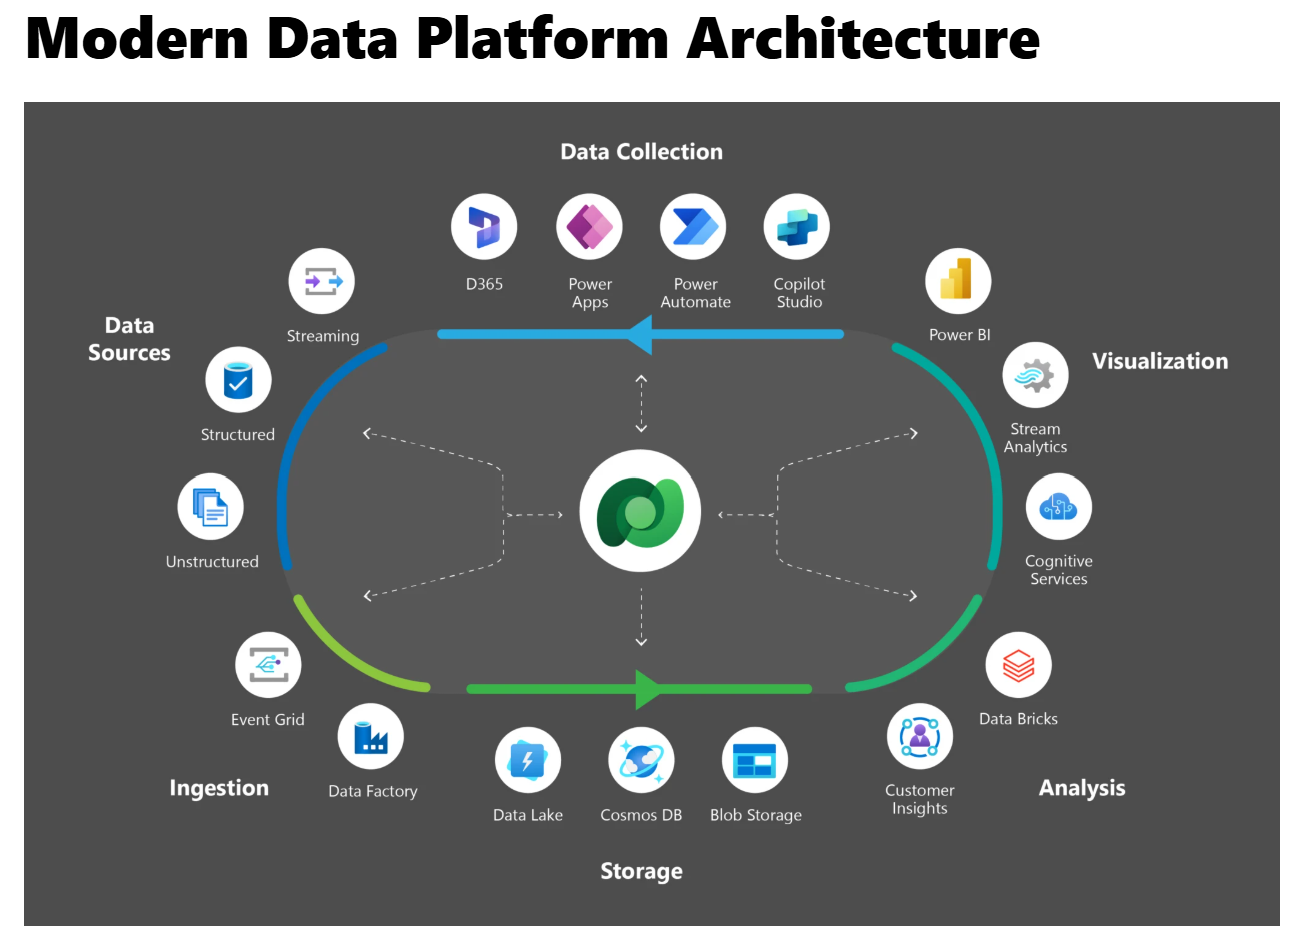 Modern Data Platform Architecture
Data Collection
D365
Power
Apps
Power
Automate
Copilot
Studio
Streaming
Data
Sources
Structured
Unstructured
Power BI
Visualization
Stream
Analytics
Cognitive
Services
Event Grid
Ingestion
Data Factory
Data Lake
Cosmos DB
Blob Storage
Storage
Customer
Insights
Data Bricks
Analysis